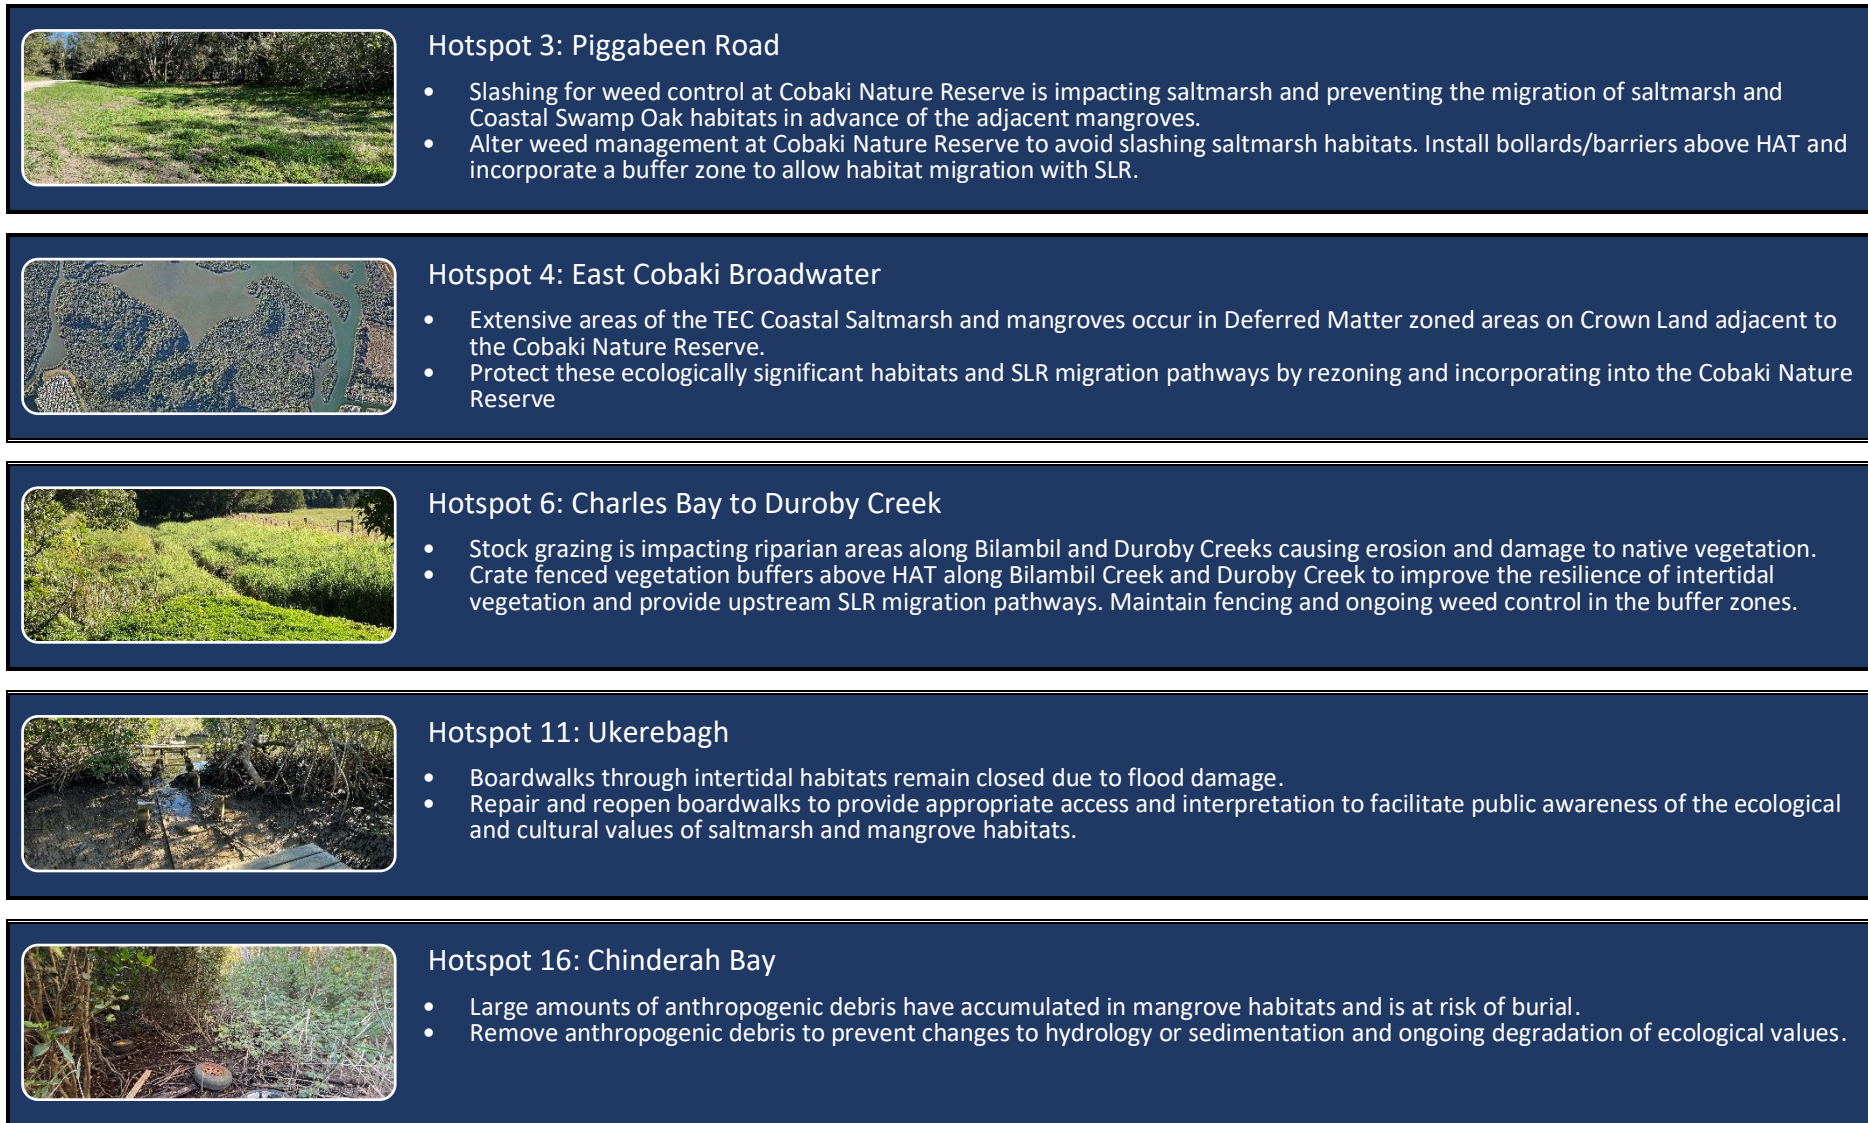 Hotspot 3: Piggabeen Road
• Slashing for weed control at Cobaki Nature Reserve is impacting saltmarsh and preventing the migration of saltmarsh and
Coastal Swamp Oak habitats in advance of the adjacent mangroves.
• Alter weed management at Cobaki Nature Reserve to avoid slashing saltmarsh habitats. Install bollards/barriers above HAT and
incorporate a buffer zone to allow habitat migration with SLR.
Hotspot 4: East Cobaki Broadwater
• Extensive areas of the TEC Coastal Saltmarsh and mangroves occur in Deferred Matter zoned areas on Crown Land adjacent to
the Cobaki Nature Reserve.
• Protect these ecologically significant habitats and SLR migration pathways by rezoning and incorporating into the Cobaki Nature
Reserve
Hotspot 6: Charles Bay to Duroby Creek
• Stock grazing is impacting riparian areas along Bilambil and Duroby Creeks causing erosion and damage to native vegetation.
• Crate fenced vegetation buffers above HAT along Bilambil Creek and Duroby Creek to improve the resilience of intertidal
vegetation and provide upstream SLR migration pathways. Maintain fencing and ongoing weed control in the buffer zones.
Hotspot 11: Ukerebagh
• Boardwalks through intertidal habitats remain closed due to flood damage.
• Repair and reopen boardwalks to provide appropriate access and interpretation to facilitate public awareness of the ecological
and cultural values of saltmarsh and mangrove habitats.
Hotspot 16: Chinderah Bay
• Large amounts of anthropogenic debris have accumulated in mangrove habitats and is at risk of burial.
• Remove anthropogenic debris to prevent changes to hydrology or sedimentation and ongoing degradation of ecological values.